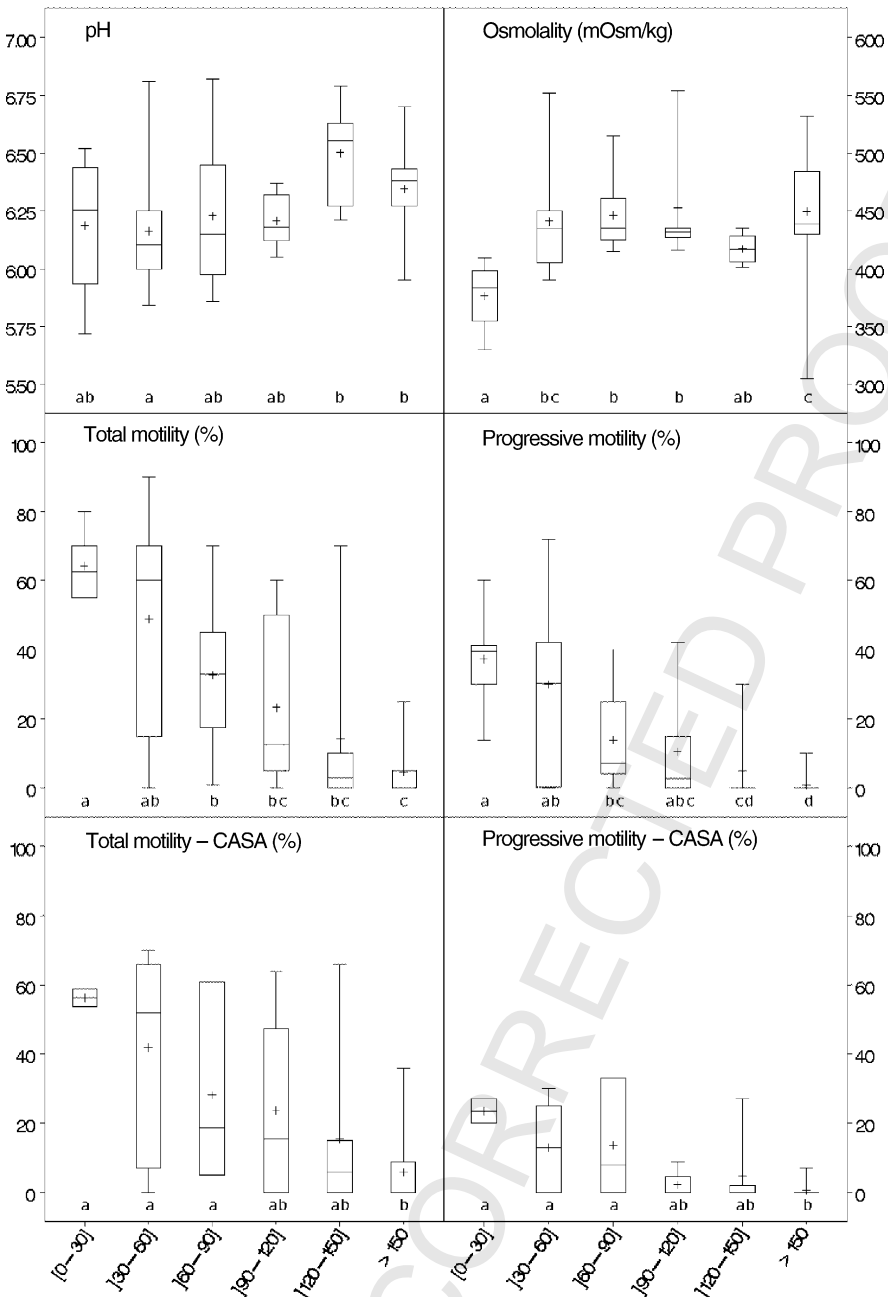 pH Osmolality (mOsm/kg)
7.00 600
6.75 550
6.50 500
6.25 450
6.00 400
5.75 350
5.50 300
ab a ab ab b b a bc b b ab c
Total motility (%) Progressive motility (%)
100 100
80 80
60 60
40 40
20 20
0 0
a ab b bc bc c a ab bc abc cd d
Total motility – CASA (%) Progressive motility – CASA (%)
100 100
80 80
60 60
40 40
20 20
0 0
a a a ab ab b a a a ab ab b
[0–30] ]30–60] ]60–90] ]90–120] ]120–150] > 150 [0–30] ]30–60] ]60–90] ]90–120] ]120–150] > 150
CORRECTED PROO